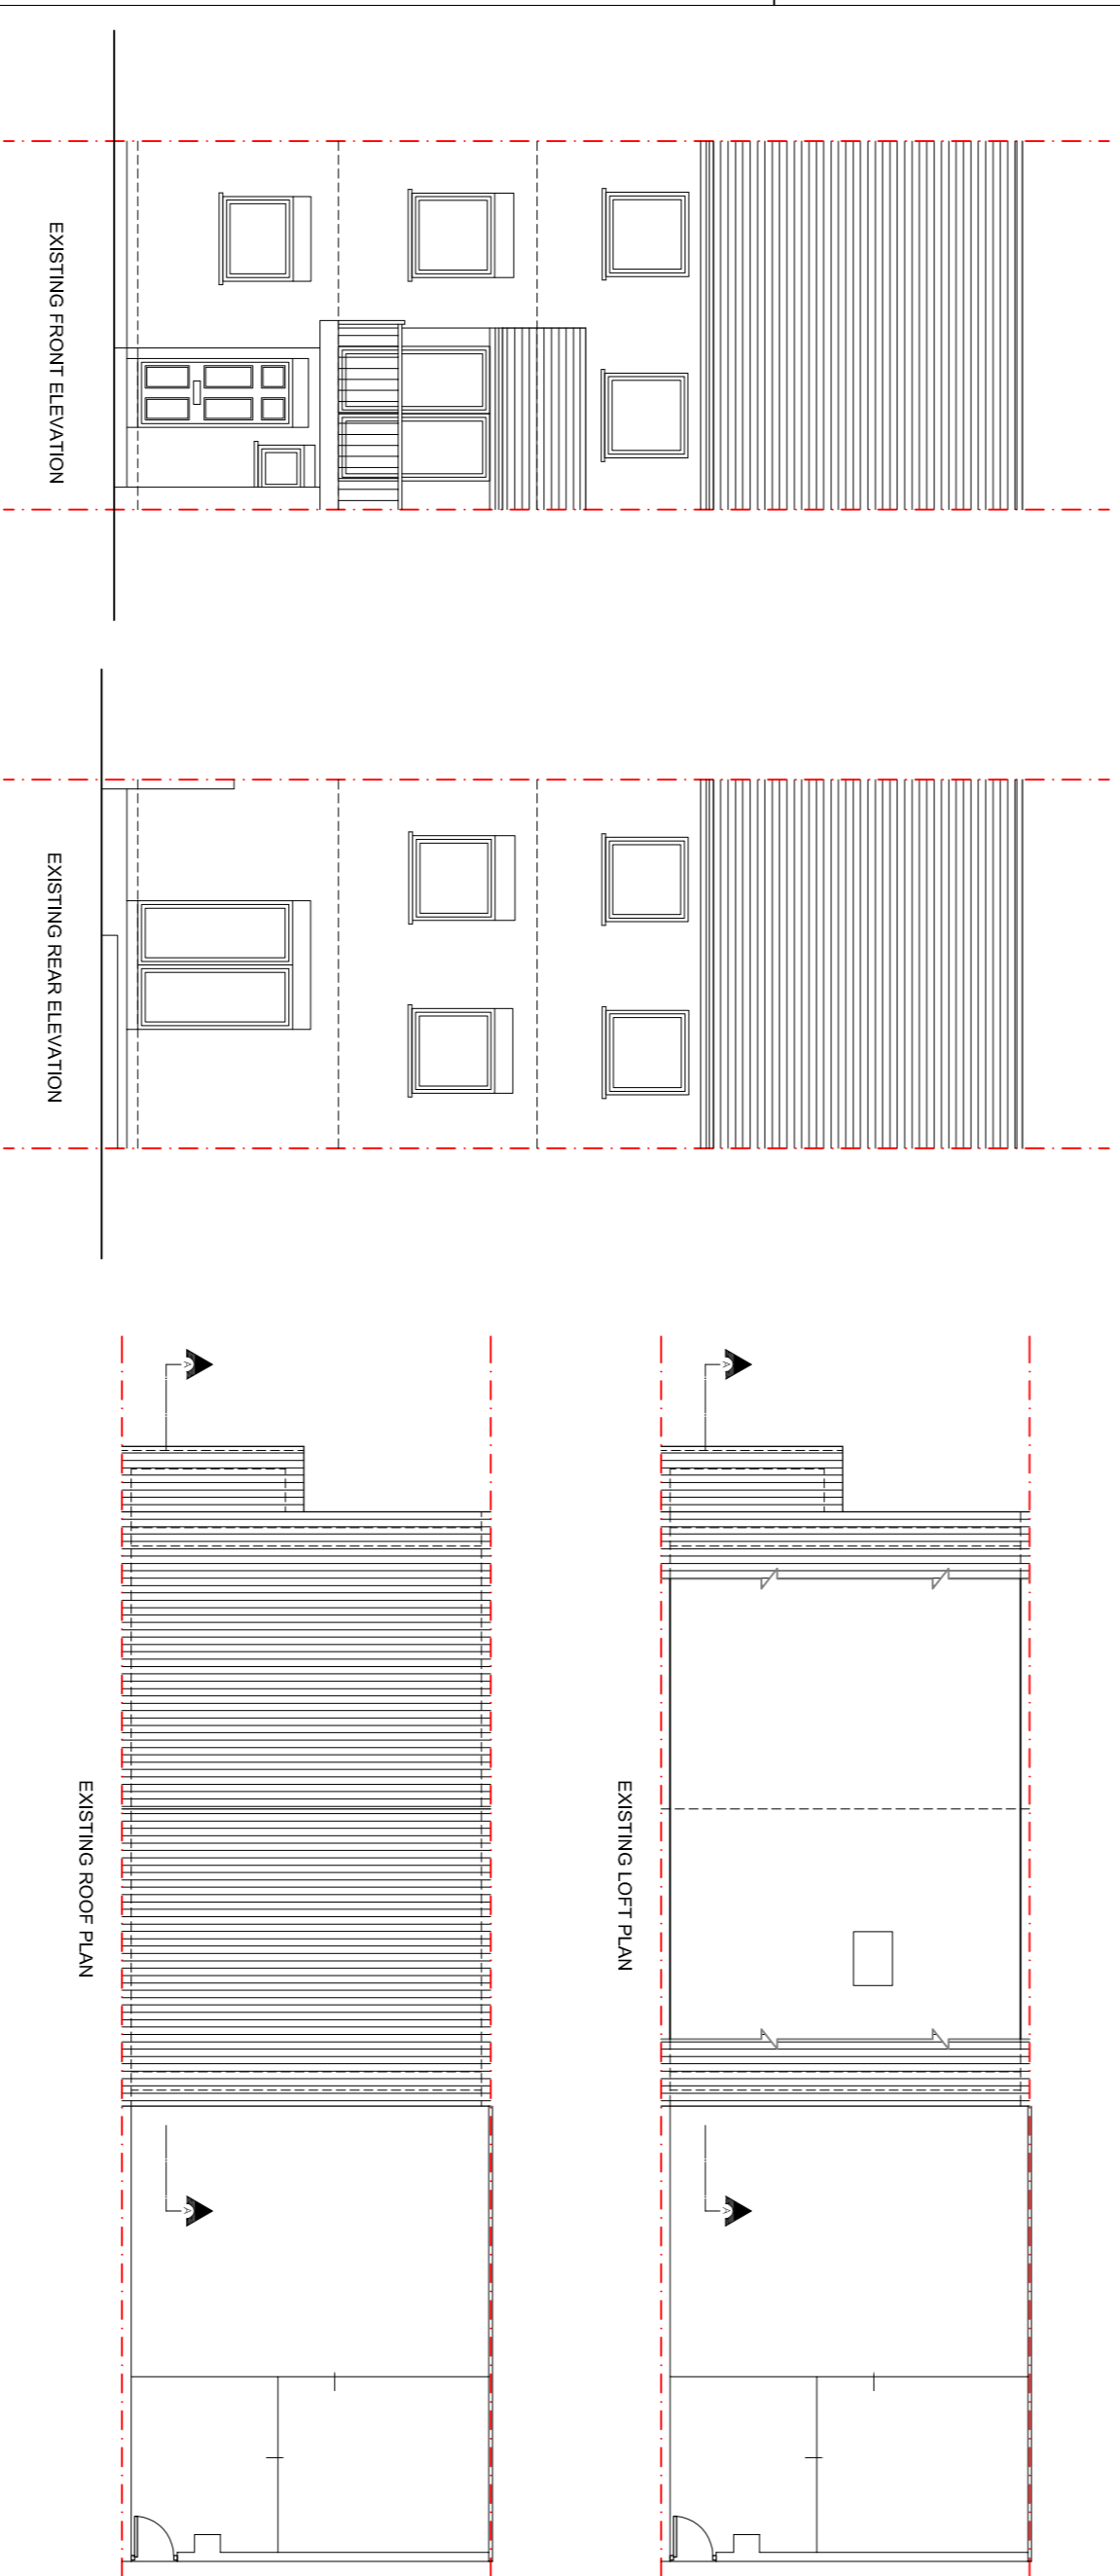 EXISTING FRONT ELEVATION
EXISTING REAR ELEVATION
EXISTING ROOF PLAN
EXISTING LOFT PLAN
A
A
A
A